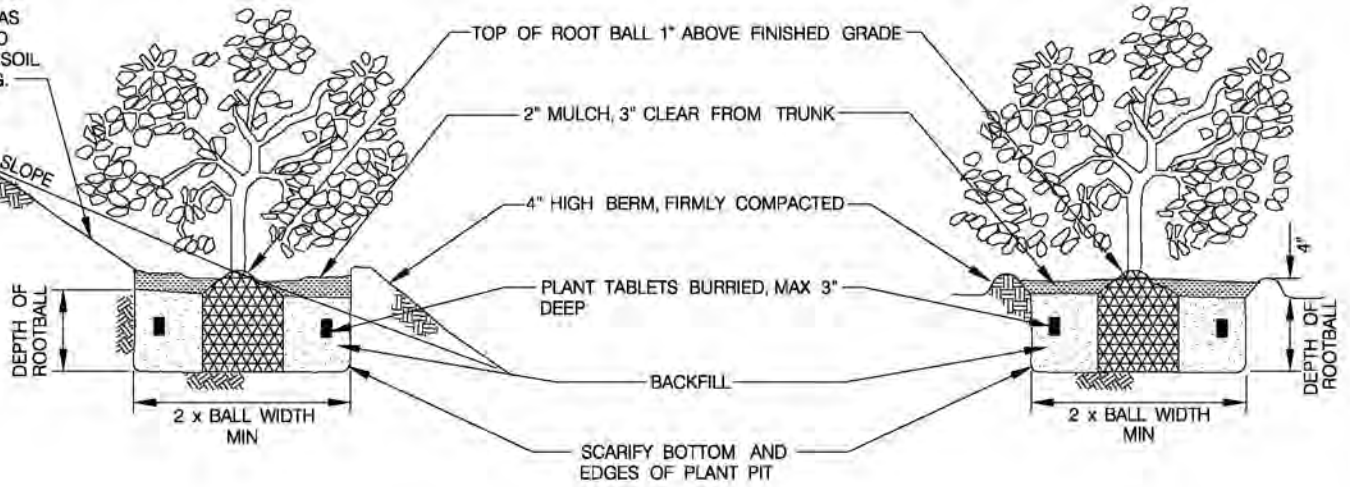 AS
SOIL
SLOPE
TOP OF ROOT BALL 1" ABOVE FINISHED GRADE
2" MULCH, 3" CLEAR FROM TRUNK
4" HIGH BERM, FIRMLY COMPACTED
PLANT TABLETS BURRIED, MAX 3"
DEEP
BACKFILL
SCARIFY BOTTOM AND
EDGES OF PLANT PIT
DEPTH OF
ROOTBALL
2 x BALL WIDTH
MIN
4"
DEPTH OF
ROOTBALL
2 x BALL WIDTH
MIN